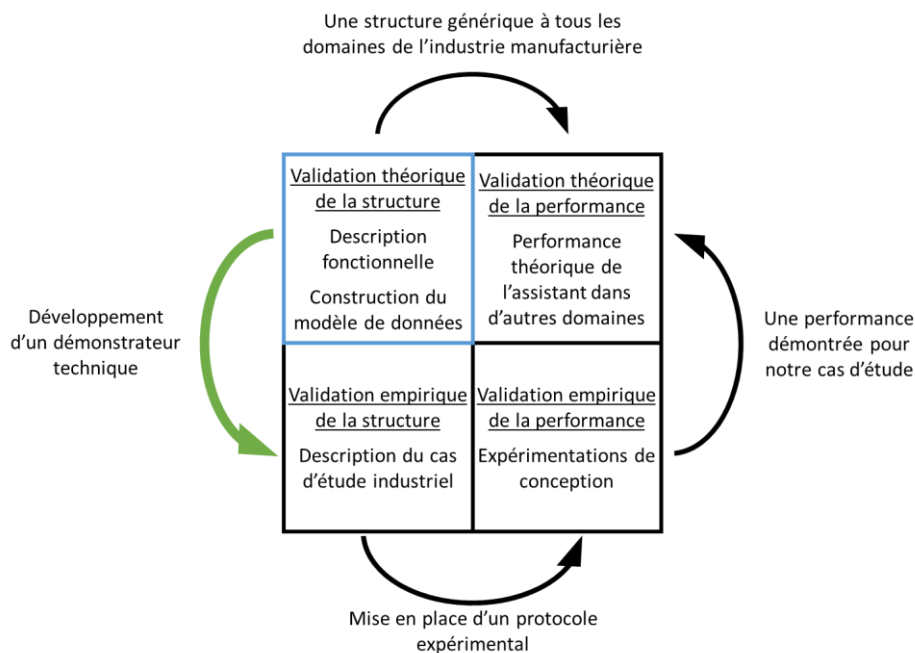 Une structure générique à tous les
domaines de l'industrie manufacturière
Validation théorique
de la structure
Description
fonctionnelle
Construction du
modèle de données
Validation théorique
de la performance
Performance
théorique de
l'assistant dans
d'autres domaines
Développement
d'un démonstrateur
technique
Une performance
démontrée pour
notre cas d'étude
Validation empirique
de la structure
Description du cas
d'étude industriel
Validation empirique
de la performance
Expérimentations de
conception
Mise en place d'un protocole
expérimental